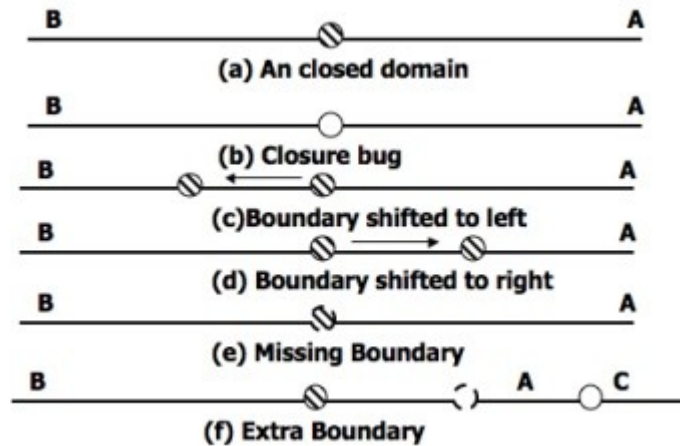 B A
(a) An closed domain
B A
(b) Closure bug
B A
(c)Boundary shifted to left
B A
(d) Boundary shifted to right
B A
(e) Missing Boundary
B A C
(f) Extra Boundary